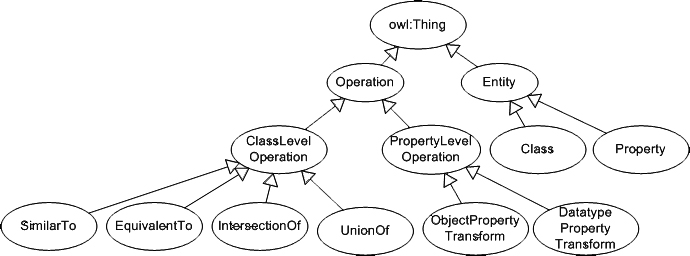 owl:Thing
Operation
Entity
ClassLevel
Operation
PropertyLevel
Operation
Class
Property
SimilarTo
EquivalentTo
IntersectionOf
UnionOf
ObjectProperty
Transform
Datatype
Property
Transform